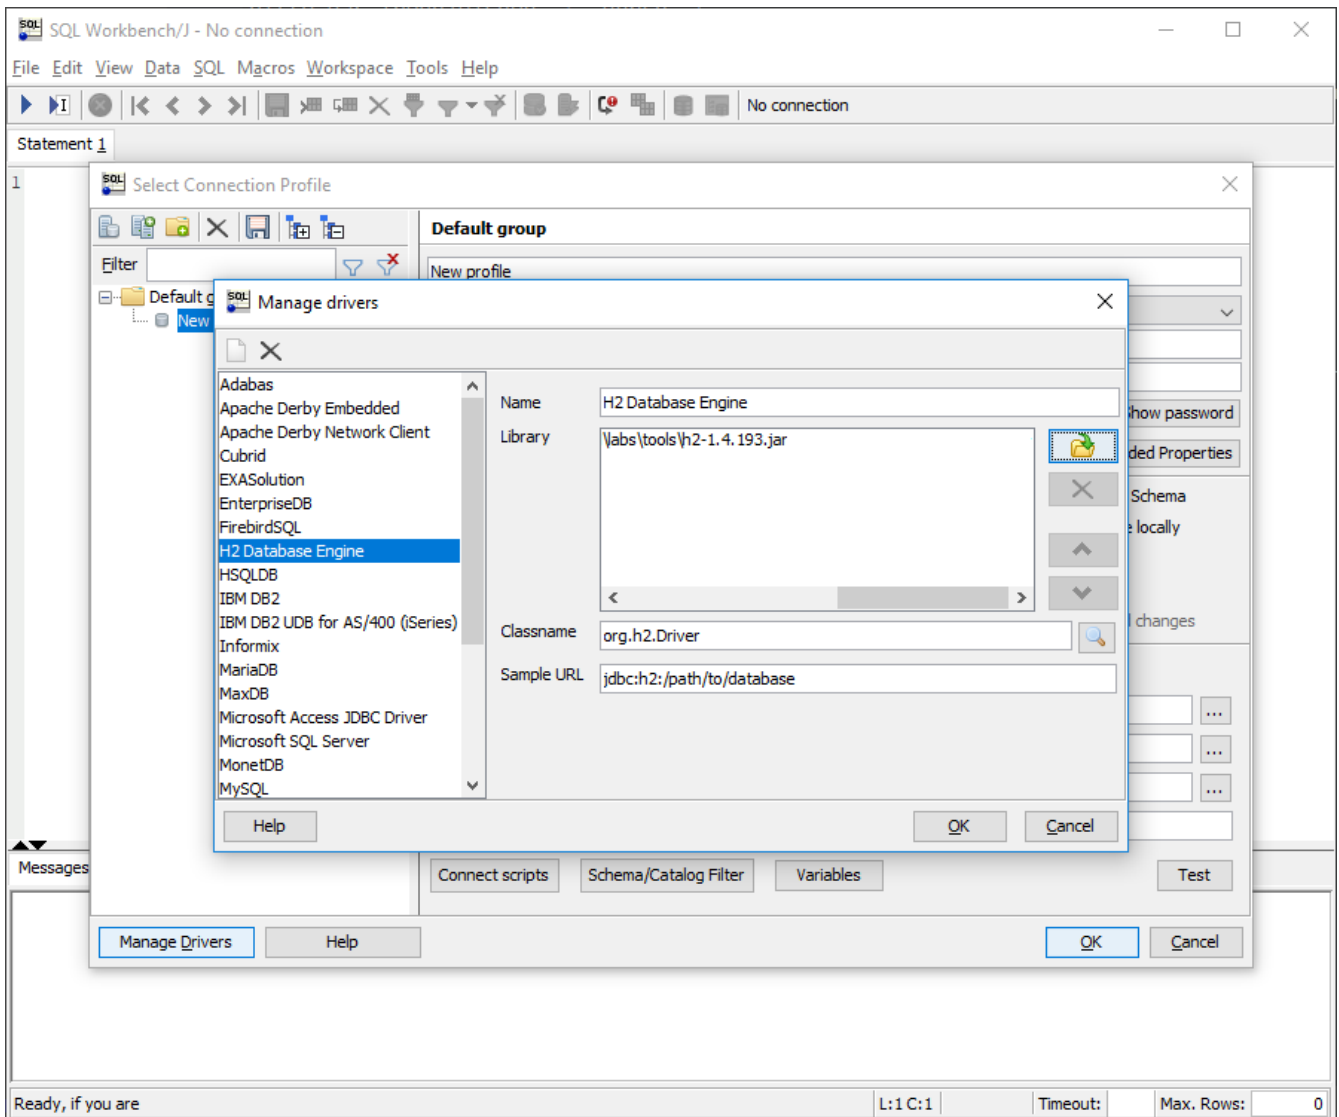 SQL Workbench/J - No connection
File Edit View Data SQL Macros Workspace Tools Help
No connection
Statement 1
1
Select Connection Profile
Default group
Filter
New profile
Default g
New
Manage drivers
Adabas
Apache Derby Embedded
Apache Derby Network Client
Cubrid
EXASolution
EnterpriseDB
FirebirdSQL
H2 Database Engine
HSQLDB
IBM DB2
IBM DB2 UDB for AS/400 (iSeries)
Informix
MariaDB
MaxDB
Microsoft Access JDBC Driver
Microsoft SQL Server
MonetDB
MySQL
Name
H2 Database Engine
Library
\labs\tools\h2-1.4.193.jar
Classname
org.h2.Driver
Sample URL
jdbc:h2:/path/to/database
how password
ded Properties
Schema
locally
changes
...
...
...
Help
OK
Cancel
Connect scripts
Schema/Catalog Filter
Variables
Test
Messages
Manage Drivers
Help
OK
Cancel
Ready, if you are
L:1 C:1
Timeout:
Max. Rows:
0